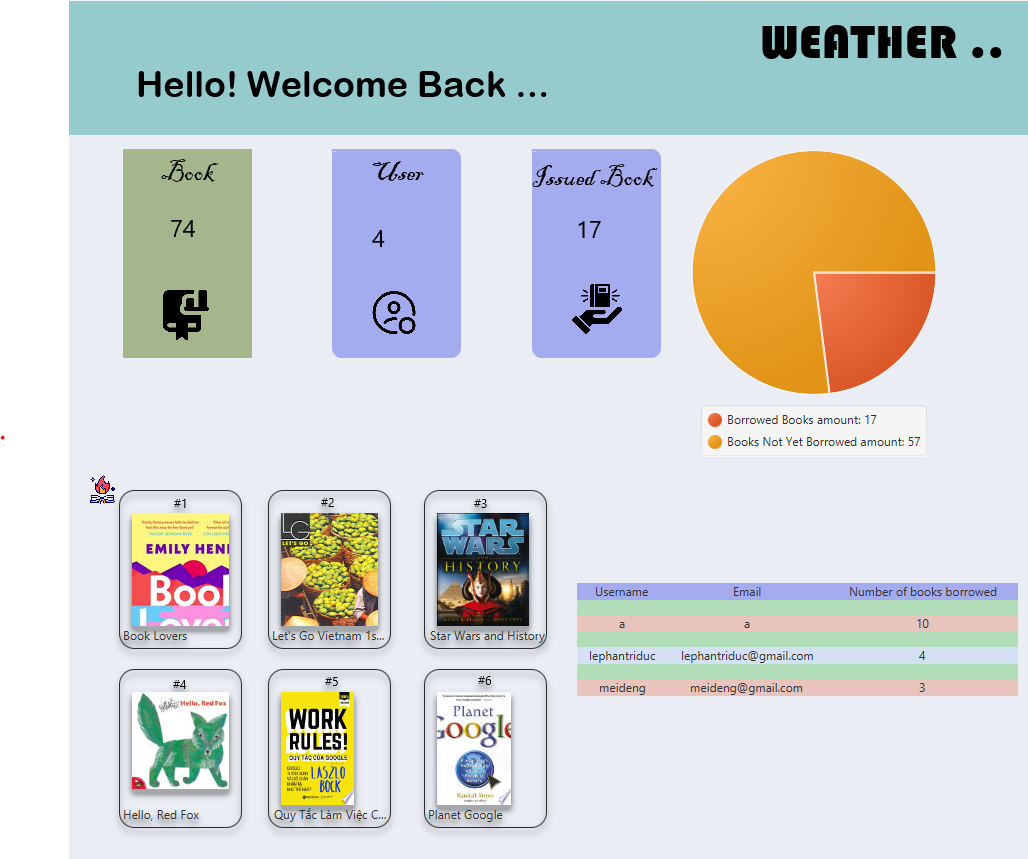 WEATHER ..
Hello! Welcome Back ...
Book
74
User
4
Issued Book
17
Borrowed Books amount: 17
Books Not Yet Borrowed amount: 57
#1
EMILY HEN
Boo
Book Lovers
#2
LG
LET'S GO
Let's Go Vietnam 1s...
#3
STAR
WARS
AND
HISTORY
Star Wars and History
Username Email Number of books borrowed
a a 10
lephantriduc lephantriduc@gmail.com 4
meideng meideng@gmail.com 3
#4
Hello, Red Fox
Hello, Red Fox
#5
WORK
RULES!
QUY TẮC CỦA GOOGLE
LASZLO
BOCK
Quy Tắc Làm Việc C...
#6
Planet
Google
Randall Stross
Planet Google